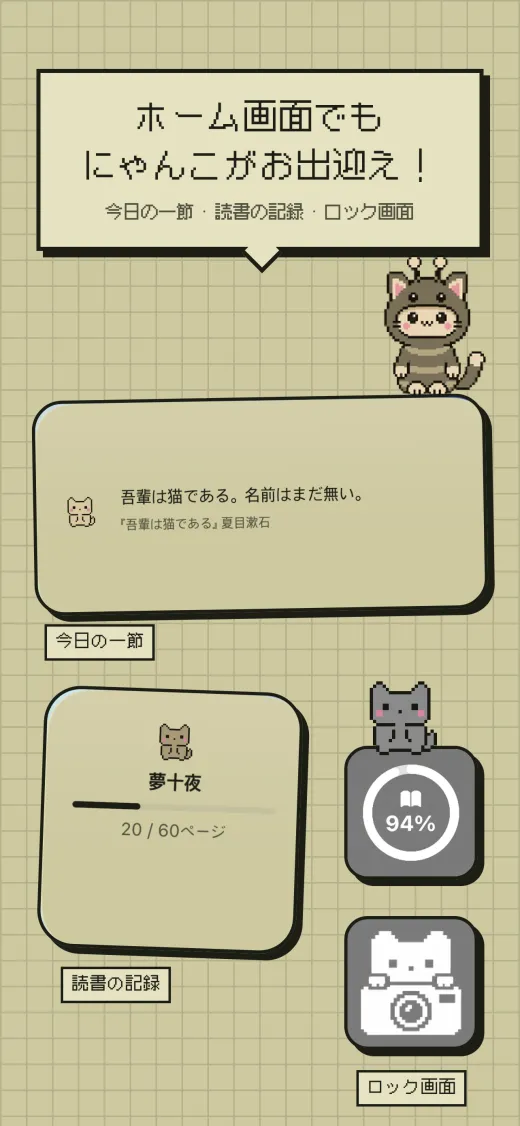 ホーム画面でも
にゃんこがお出迎え！
今日の一節 · 読書の記録 · ロック画面
吾輩は猫である。名前はまだ無い。
『吾輩は猫である』夏目漱石
今日の一節
夢十夜
20 / 60ページ
読書の記録
94%
ロック画面